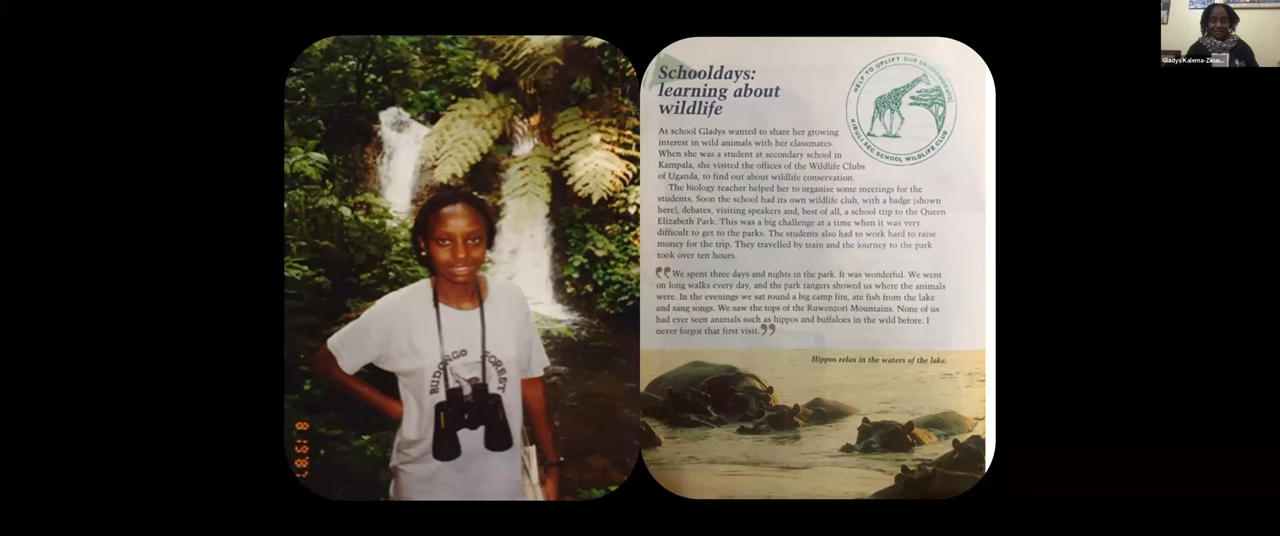 Gladys Kalema-Zikus...
BUDONGO FOREST
Schooldays:
learning about
wildlife
HELP TO UPLIFT OUR ENVIRONMENT!
KIBULI SEC. SCHOOL WILDLIFE CLUB
At school Gladys wanted to share her growing
interest in wild animals with her classmates.
When she was a student at secondary school in
Kampala, she visited the offices of the Wildlife Clubs
of Uganda, to find out about wildlife conservation.
The biology teacher helped her to organise some meetings for the
students. Soon the school had its own wildlife club, with a badge (shown
here), debates, visiting speakers and, best of all, a school trip to the Queen
Elizabeth Park. This was a big challenge at a time when it was very
difficult to get to the parks. The students also had to work hard to raise
money for the trip. They travelled by train and the journey to the park
took over ten hours.
“We spent three days and nights in the park. It was wonderful. We went
on long walks every day, and the park rangers showed us where the animals
were. In the evenings we sat round a big camp fire, ate fish from the lake
and sang songs. We saw the tops of the Ruwenzori Mountains. None of us
had ever seen animals such as hippos and buffaloes in the wild before. I
never forgot that first visit.”
Hippos relax in the waters of the lake.